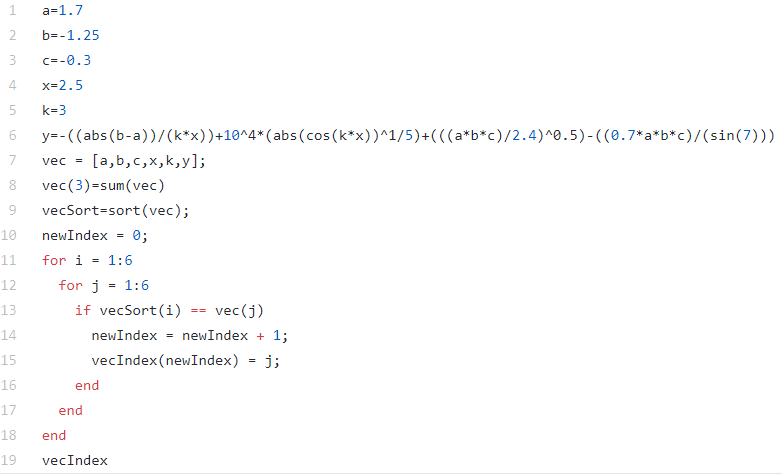 1 a=1.7
2 b=-1.25
3 c=-0.3
4 x=2.5
5 k=3
6 y=-((abs(b-a))/(k*x))+10^4*(abs(cos(k*x))^1/5)+(((a*b*c)/2.4)^0.5)-((0.7*a*b*c)/(sin(7)))
7 vec = [a,b,c,x,k,y];
8 vec(3)=sum(vec)
9 vecSort=sort(vec);
10 newIndex = 0;
11 for i = 1:6
12 for j = 1:6
13 if vecSort(i) == vec(j)
14 newIndex = newIndex + 1;
15 vecIndex(newIndex) = j;
16 end
17 end
18 end
19 vecIndex